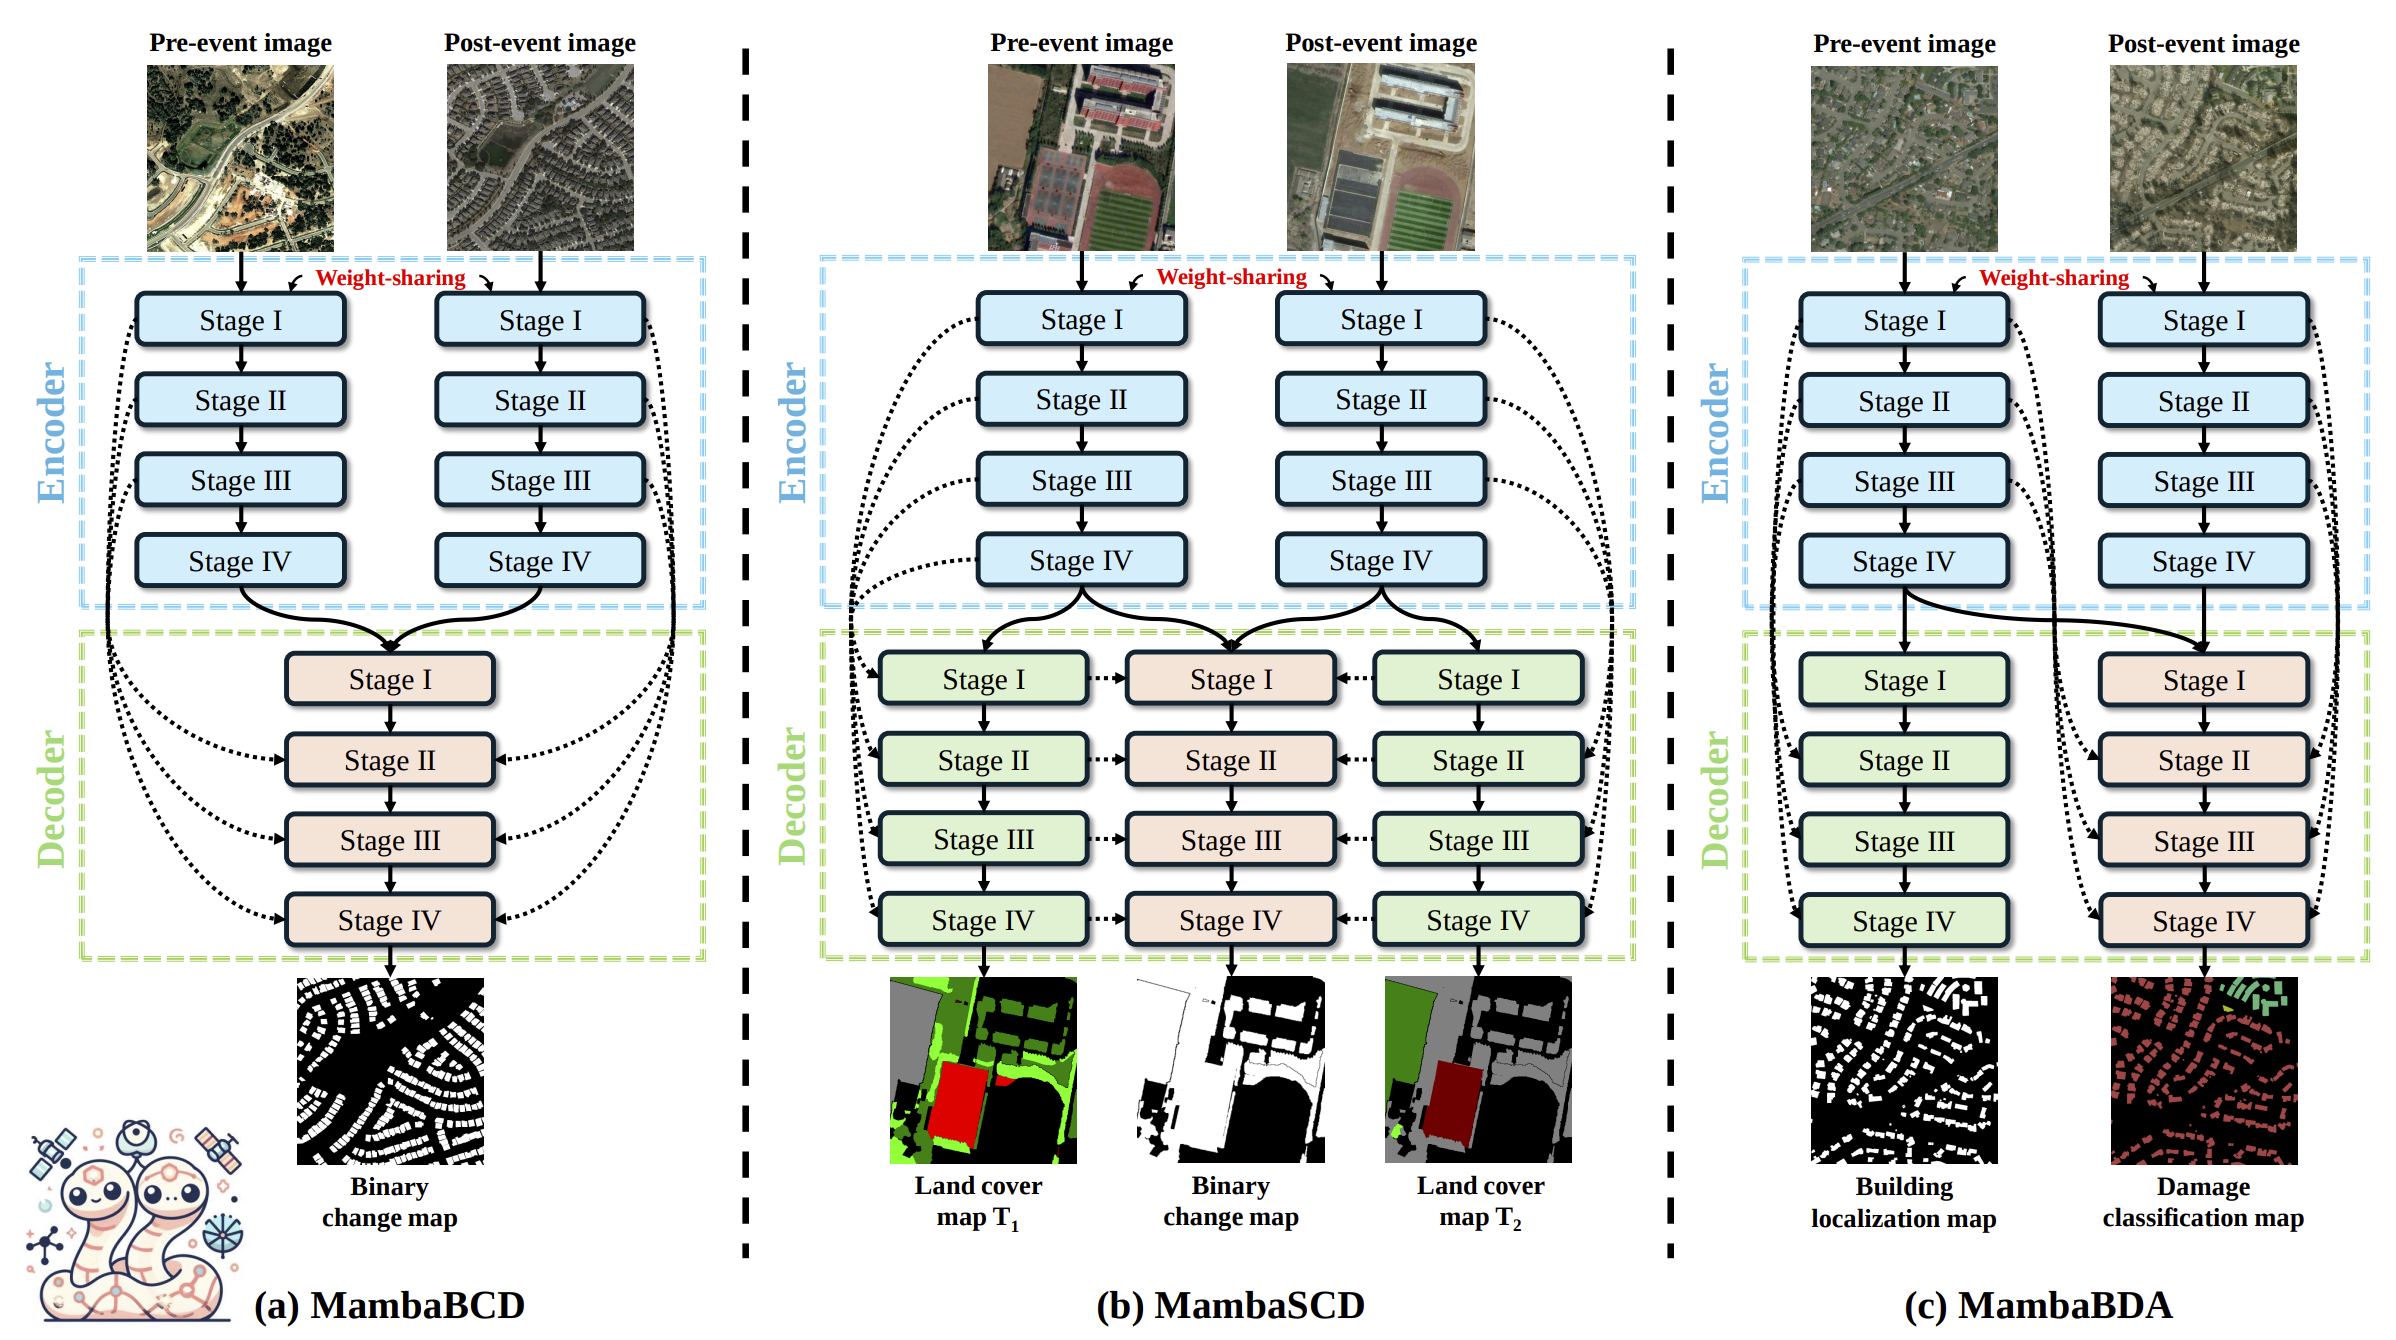 Pre-event image
Post-event image
Weight-sharing
Encoder
Stage I
Stage I
Stage II
Stage II
Stage III
Stage III
Stage IV
Stage IV
Decoder
Stage I
Stage II
Stage III
Stage IV
Binary
change map
(a) MambaBCD
Pre-event image
Post-event image
Weight-sharing
Encoder
Stage I
Stage I
Stage II
Stage II
Stage III
Stage III
Stage IV
Stage IV
Decoder
Stage I
Stage I
Stage I
Stage II
Stage II
Stage II
Stage III
Stage III
Stage III
Stage IV
Stage IV
Stage IV
Land cover
map T₁
Binary
change map
Land cover
map T₂
(b) MambaSCD
Pre-event image
Post-event image
Weight-sharing
Encoder
Stage I
Stage I
Stage II
Stage II
Stage III
Stage III
Stage IV
Stage IV
Decoder
Stage I
Stage I
Stage II
Stage II
Stage III
Stage III
Stage IV
Stage IV
Building
localization map
Damage
classification map
(c) MambaBDA